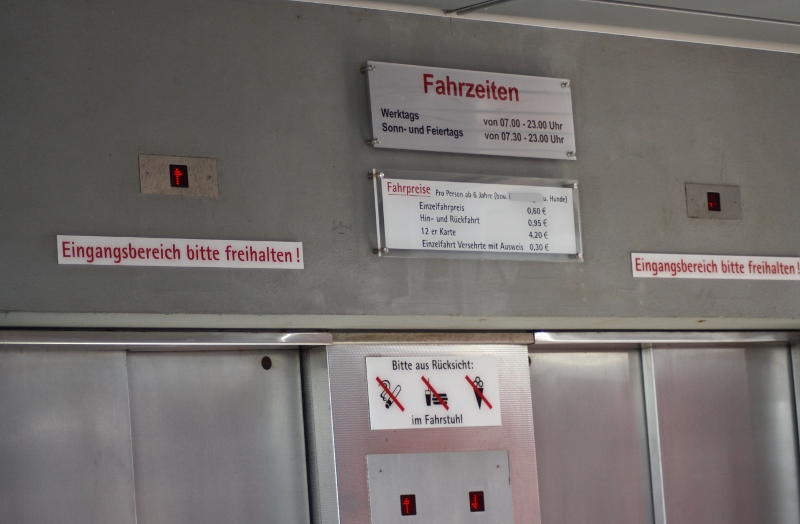 Fahrzeiten
Werktags von 07.00 - 23.00 Uhr
Sonn- und Feiertags von 07.30 - 23.00 Uhr
Fahrpreise Pro Person ab 6 Jahre (bzw. u. Hunde)
Einzelfahrpreis 0,60 €
Hin- und Rückfahrt 0,95 €
12 er Karte 4,20 €
Einzelfahrt Versehrte mit Ausweis 0,30 €
Eingangsbereich bitte freihalten !
Eingangsbereich bitte freihalten !
Bitte aus Rücksicht:
im Fahrstuhl